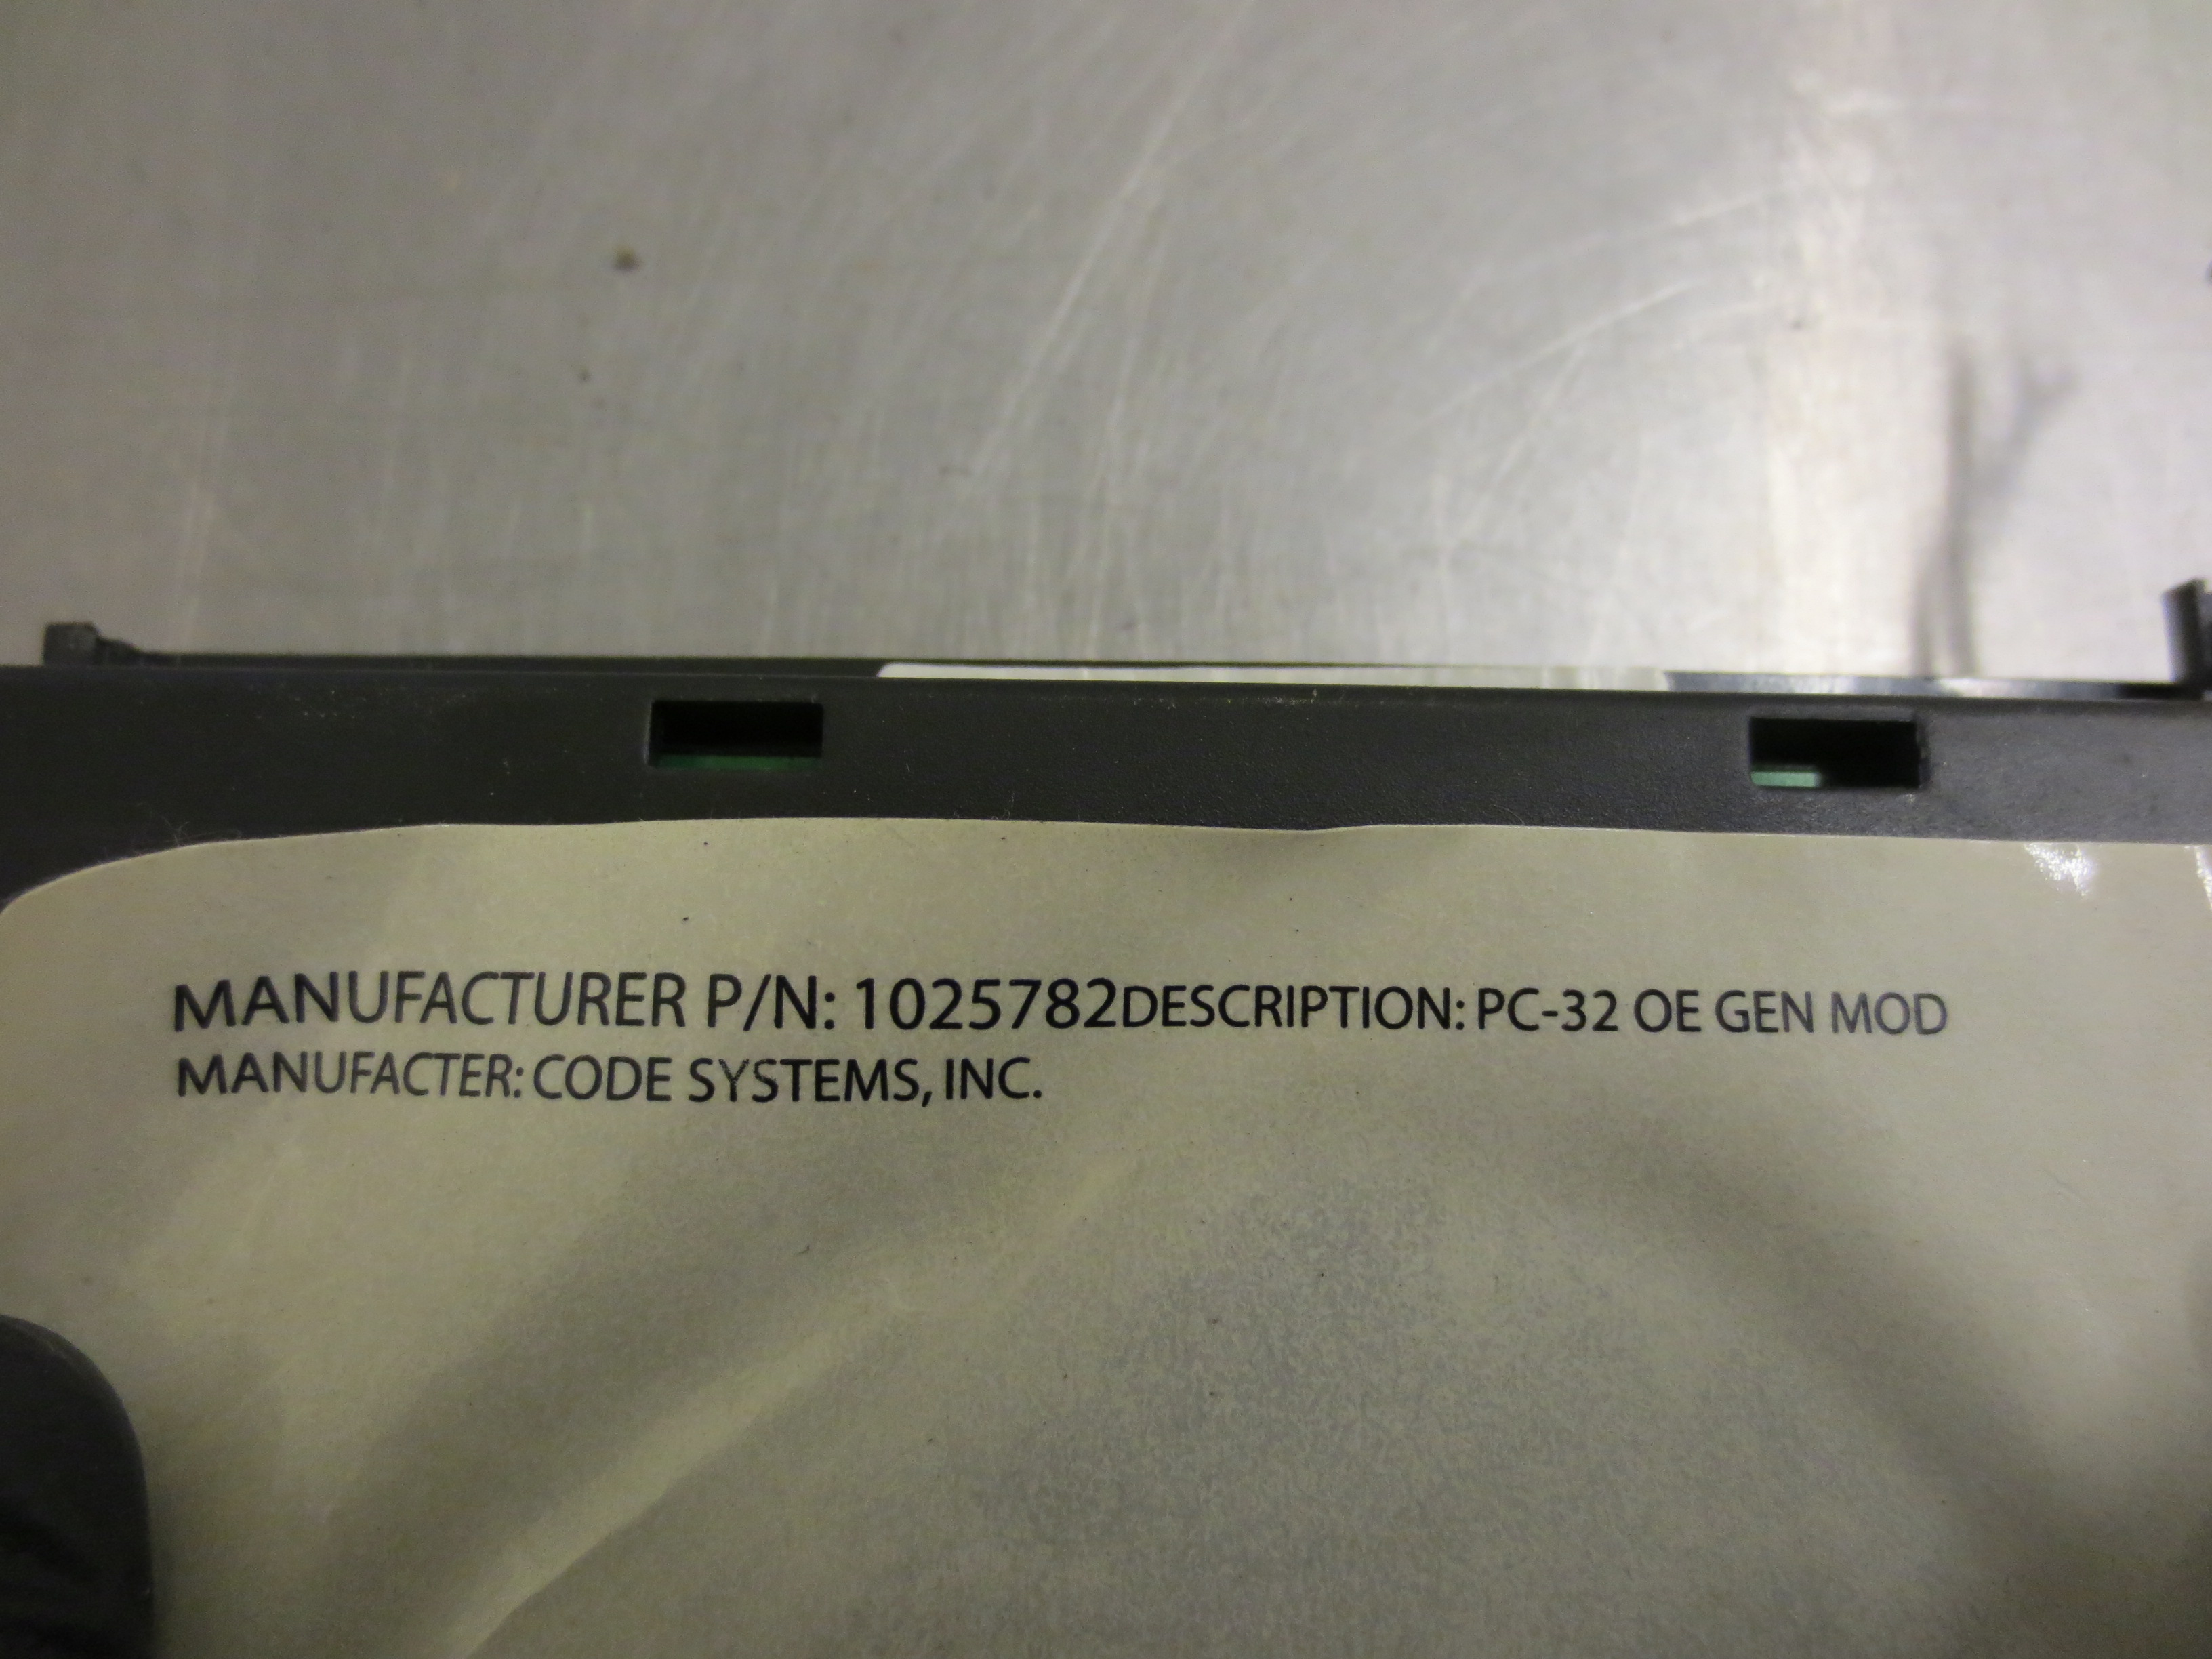 MANUFACTURER P/N: 1025782DESCRIPTION: PC-32 OE GEN MOD
MANUFACTER: CODE SYSTEMS, INC.